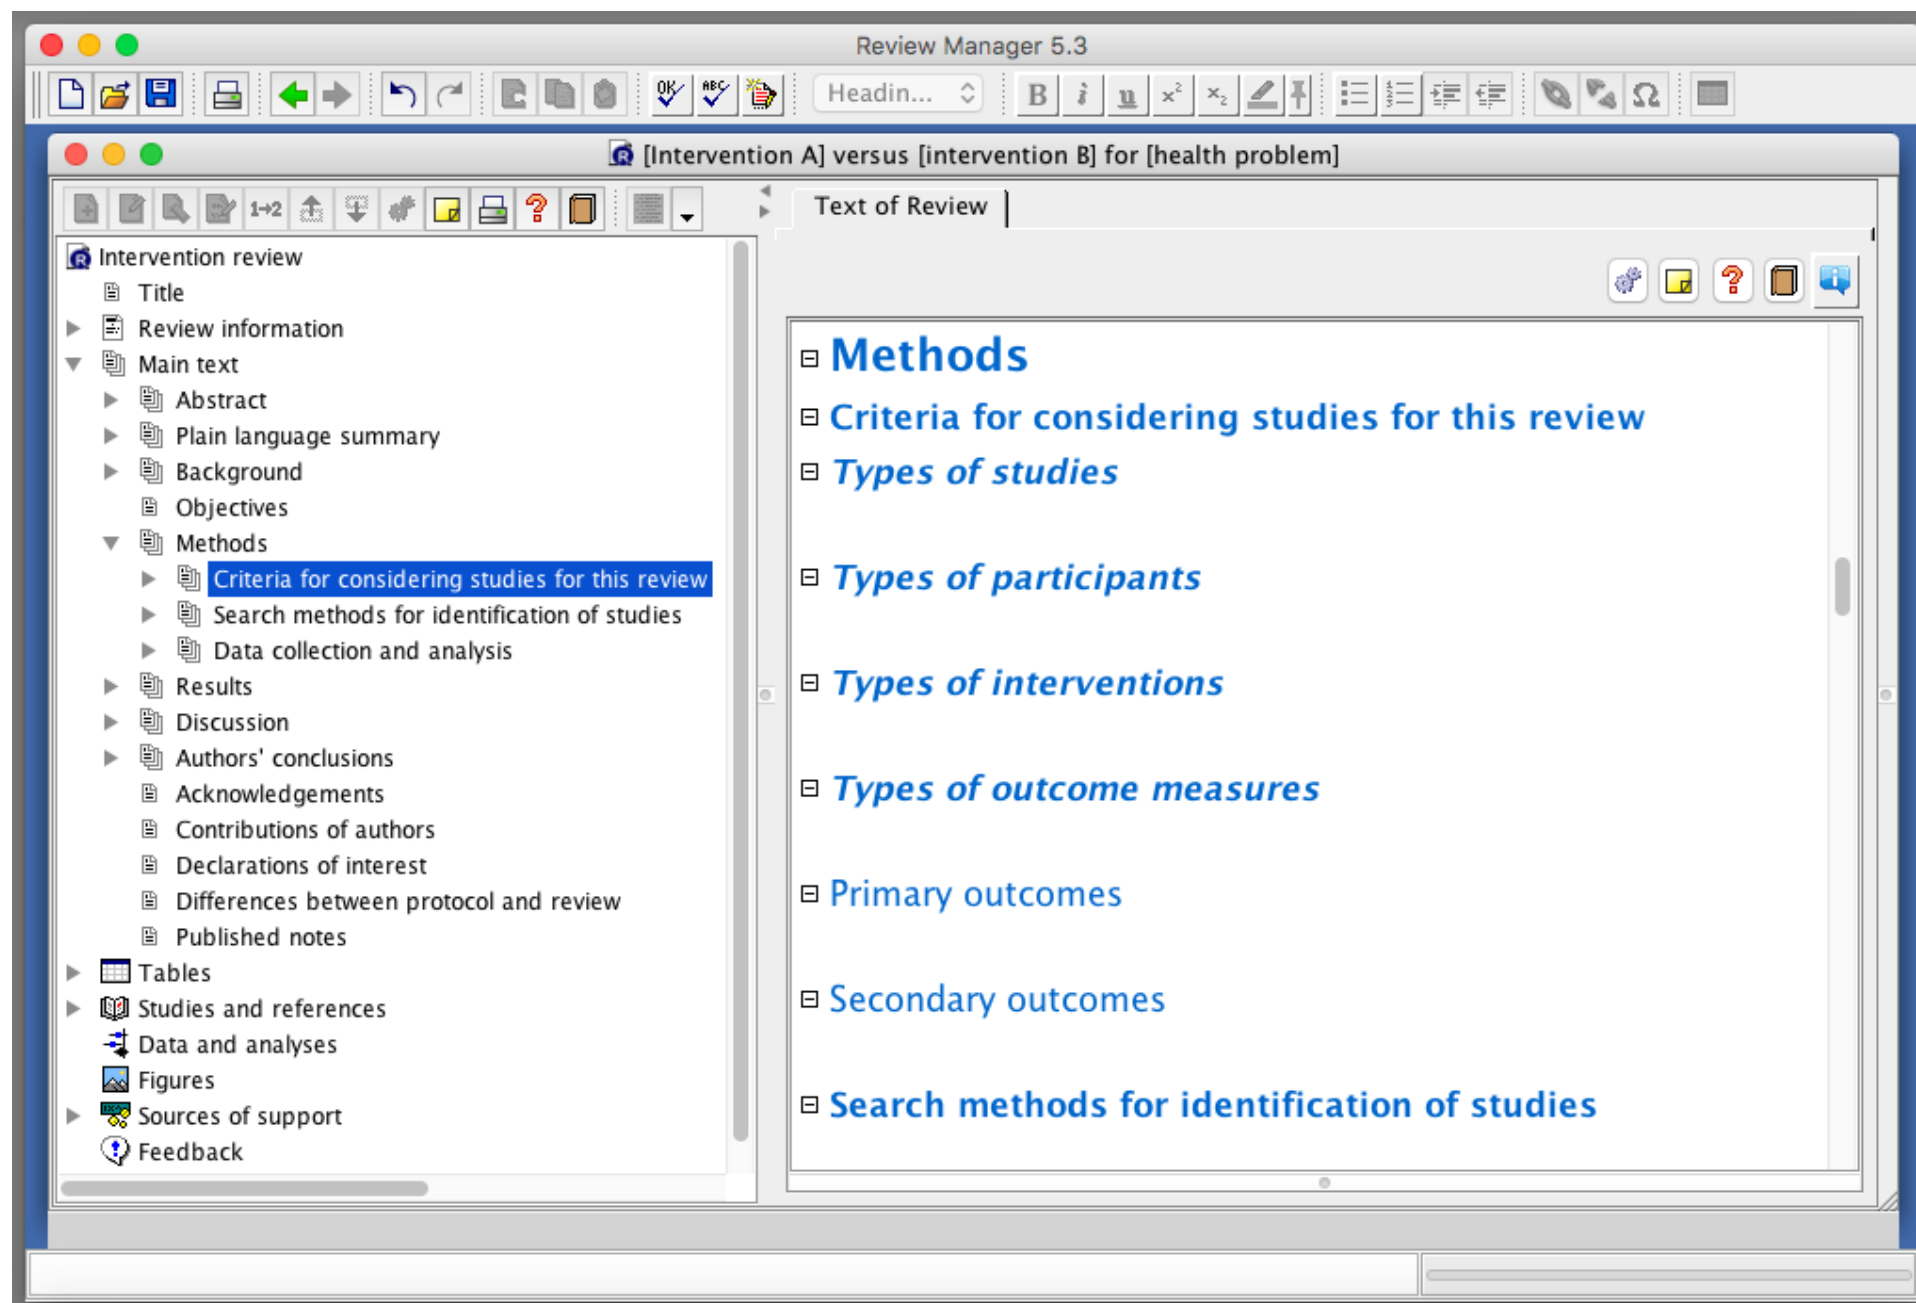 Review Manager 5.3
OK ABC Headin... B i u x² x₂ Ω
[Intervention A] versus [intervention B] for [health problem]
1→2 ?
Text of Review
?
Intervention review
Title
Review information
Main text
Abstract
Plain language summary
Background
Objectives
Methods
Criteria for considering studies for this review
Search methods for identification of studies
Data collection and analysis
Results
Discussion
Authors' conclusions
Acknowledgements
Contributions of authors
Declarations of interest
Differences between protocol and review
Published notes
Tables
Studies and references
Data and analyses
Figures
Sources of support
Feedback
Methods
Criteria for considering studies for this review
Types of studies
Types of participants
Types of interventions
Types of outcome measures
Primary outcomes
Secondary outcomes
Search methods for identification of studies